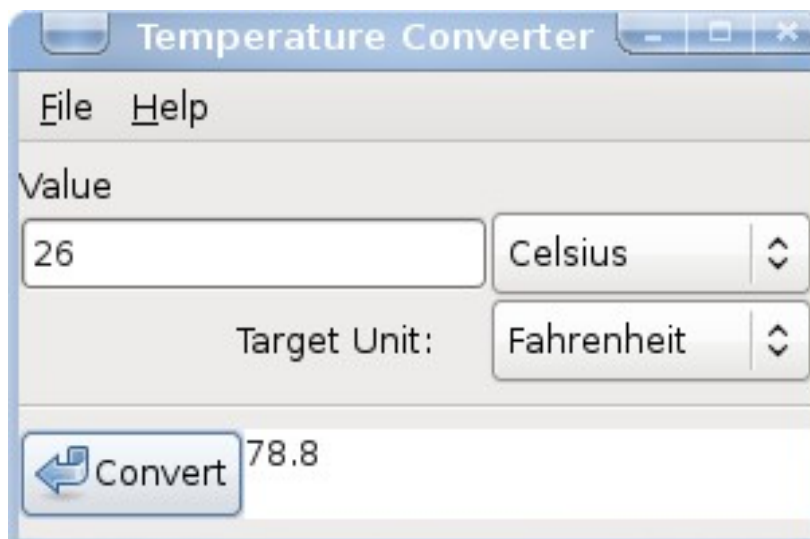 Temperature Converter
File Help
Value
26 Celsius
Target Unit: Fahrenheit
Convert 78.8